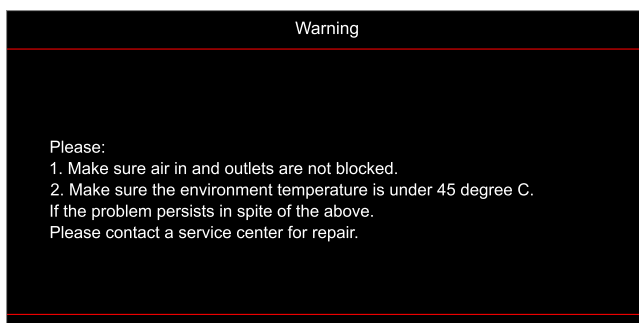 Warning
Please:
1. Make sure air in and outlets are not blocked.
2. Make sure the environment temperature is under 45 degree C.
If the problem persists in spite of the above.
Please contact a service center for repair.